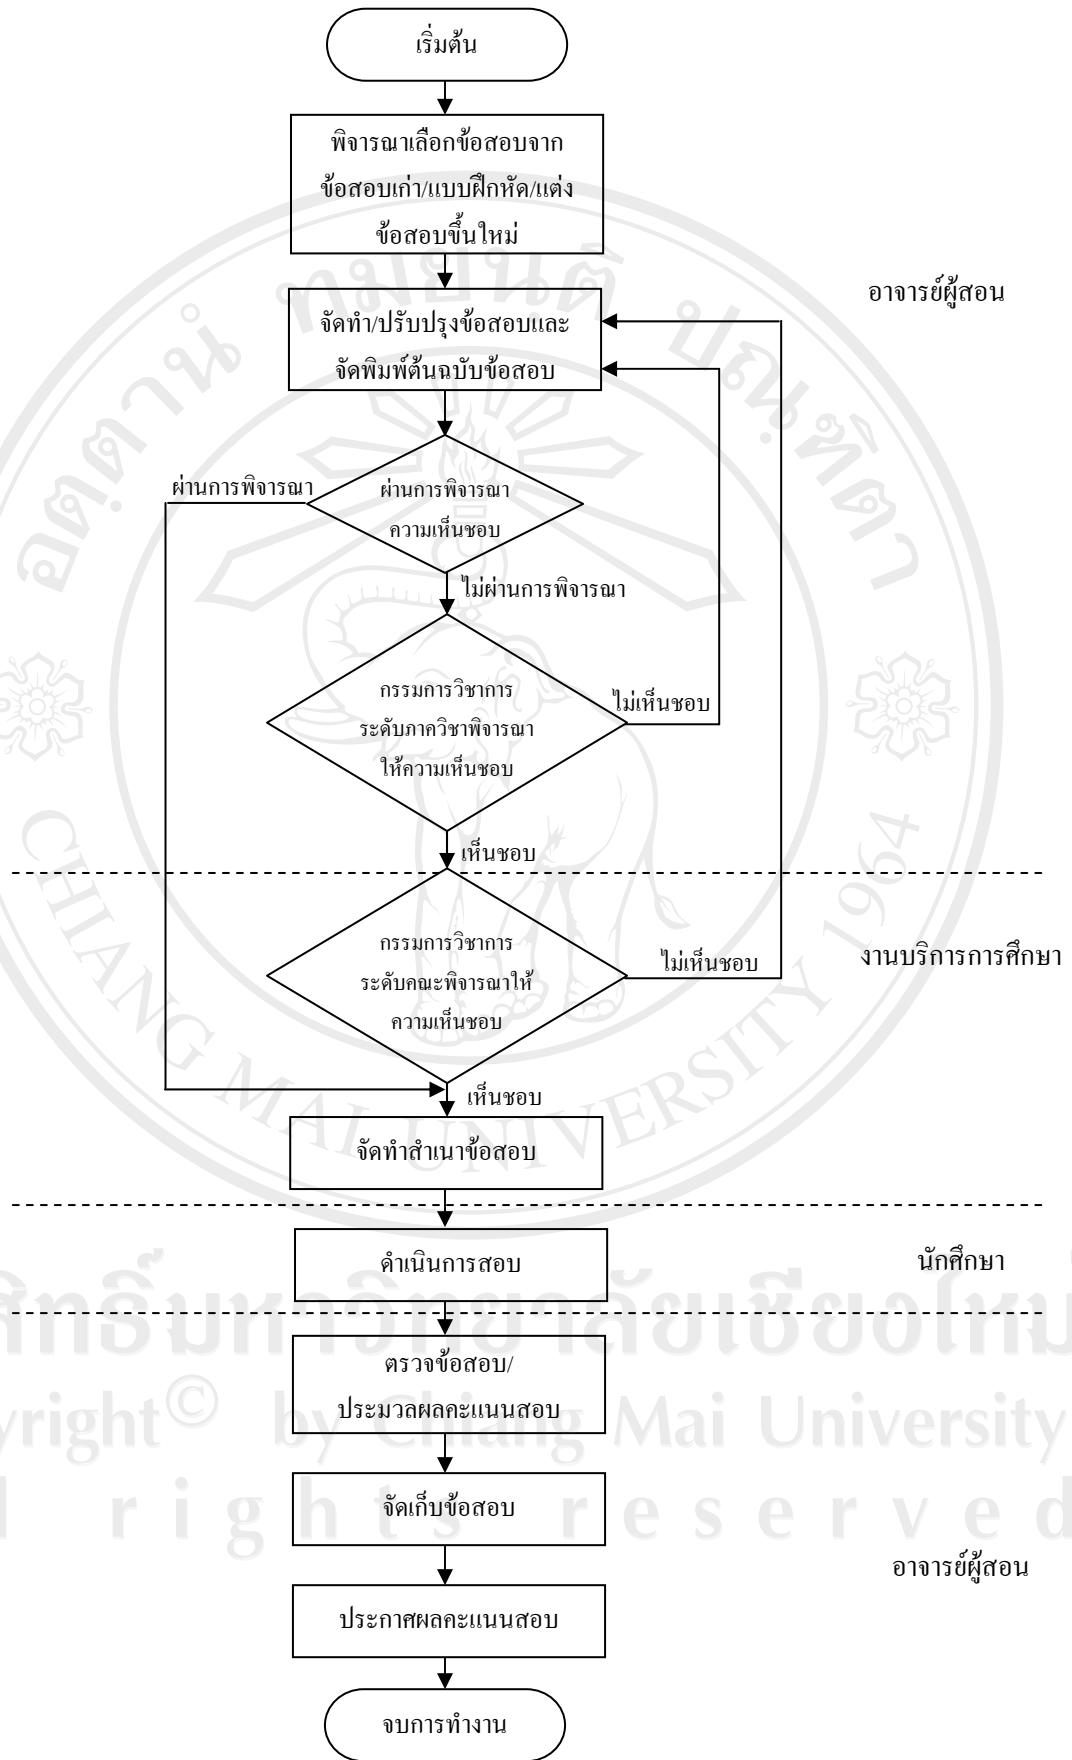 เริ่มต้น
พิจารณาเลือกข้อสอบจาก
ข้อสอบเก่า/แบบฝึกหัด/แต่ง
ข้อสอบขึ้นใหม่
อาจารย์ผู้สอน
จัดทำ/ปรับปรุงข้อสอบและ
จัดพิมพ์ต้นฉบับข้อสอบ
ผ่านการพิจารณา
ผ่านการพิจารณา
ความเห็นชอบ
ไม่ผ่านการพิจารณา
กรรมการวิชาการ
ระดับภาควิชาพิจารณา
ให้ความเห็นชอบ
ไม่เห็นชอบ
เห็นชอบ
กรรมการวิชาการ
ระดับคณะพิจารณาให้
ความเห็นชอบ
ไม่เห็นชอบ
งานบริการการศึกษา
เห็นชอบ
จัดทำสำเนาข้อสอบ
ดำเนินการสอบ
นักศึกษา
ตรวจข้อสอบ/
ประมวลผลคะแนนสอบ
จัดเก็บข้อสอบ
อาจารย์ผู้สอน
ประกาศผลคะแนนสอบ
จบการทำงาน
CHIANG MAI UNIVERSITY 1964
by Chiang Mai University
rights reserved